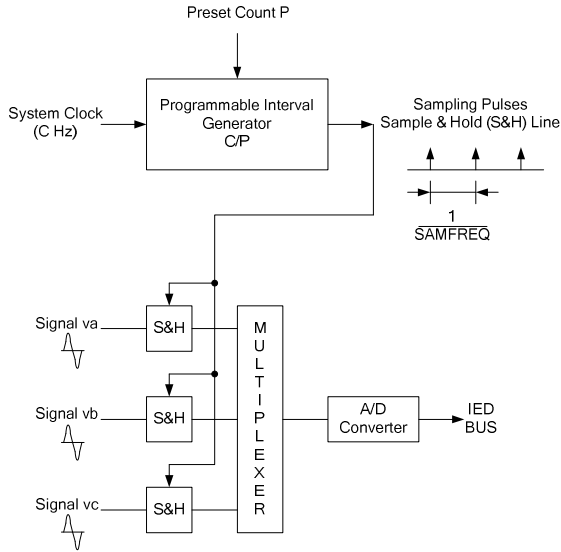 Preset Count P
System Clock
(C Hz)
Programmable Interval
Generator
C/P
Sampling Pulses
Sample & Hold (S&H) Line
1
SAMFREQ
Signal va
S&H
Signal vb
S&H
Signal vc
S&H
M
U
L
T
I
P
L
E
X
E
R
A/D
Converter
IED
BUS